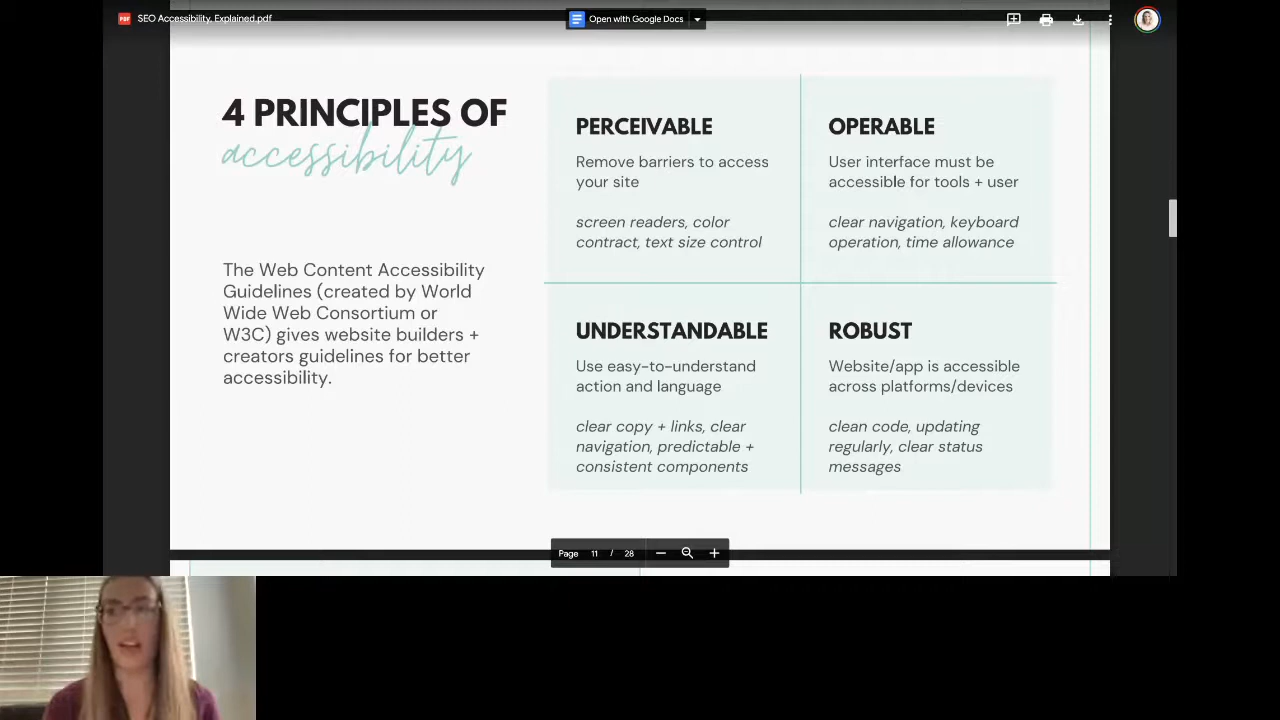 PDF SEO Accessibility, Explained.pdf
Open with Google Docs
4 PRINCIPLES OF
accessibility
The Web Content Accessibility
Guidelines (created by World
Wide Web Consortium or
W3C) gives website builders +
creators guidelines for better
accessibility.
PERCEIVABLE
Remove barriers to access
your site
screen readers, color
contract, text size control
OPERABLE
User interface must be
accessible for tools + user
clear navigation, keyboard
operation, time allowance
UNDERSTANDABLE
Use easy-to-understand
action and language
clear copy + links, clear
navigation, predictable +
consistent components
ROBUST
Website/app is accessible
across platforms/devices
clean code, updating
regularly, clear status
messages
Page 11 / 28